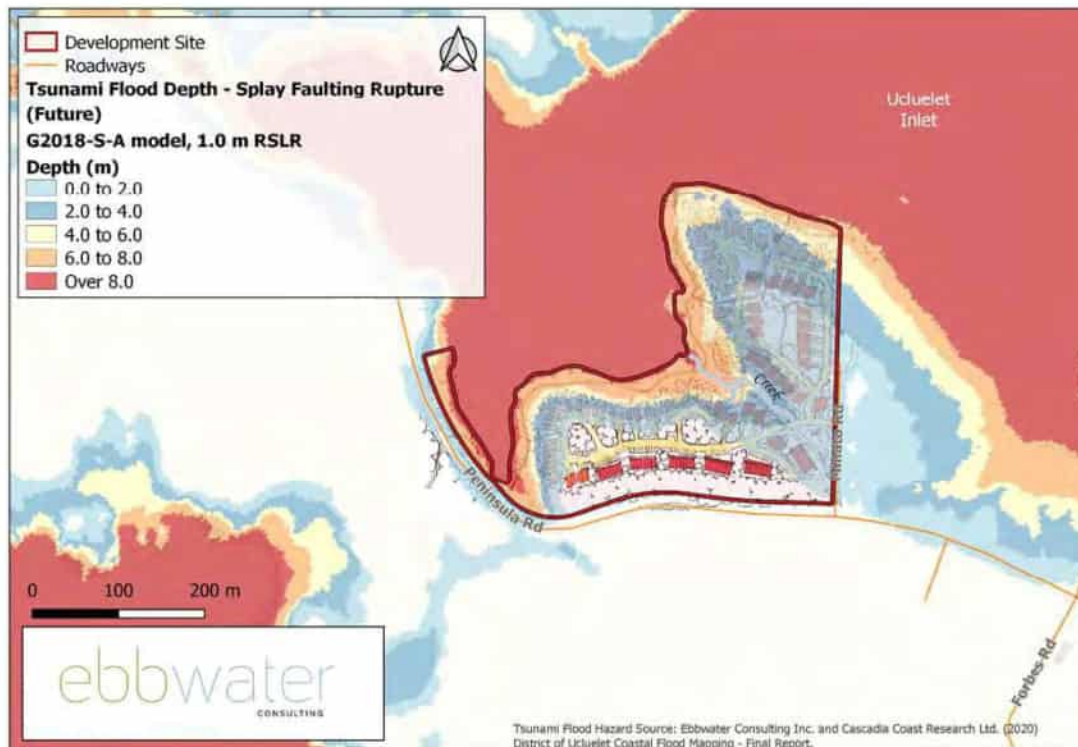 Development Site
Roadways
Tsunami Flood Depth - Splay Faulting Rupture
(Future)
G2018-S-A model, 1.0 m RSLR
Depth (m)
0.0 to 2.0
2.0 to 4.0
4.0 to 6.0
6.0 to 8.0
Over 8.0
Ucluelet
Inlet
Creek
Peninsula Rd
Forbes Rd
0 100 200 m
ebbwater
CONSULTING
Tsunami Flood Hazard Source: Ebbwater Consulting Inc. and Cascadia Coast Research Ltd. (2020)
District of Ucluelet Coastal Flood Mapping - Final Report.